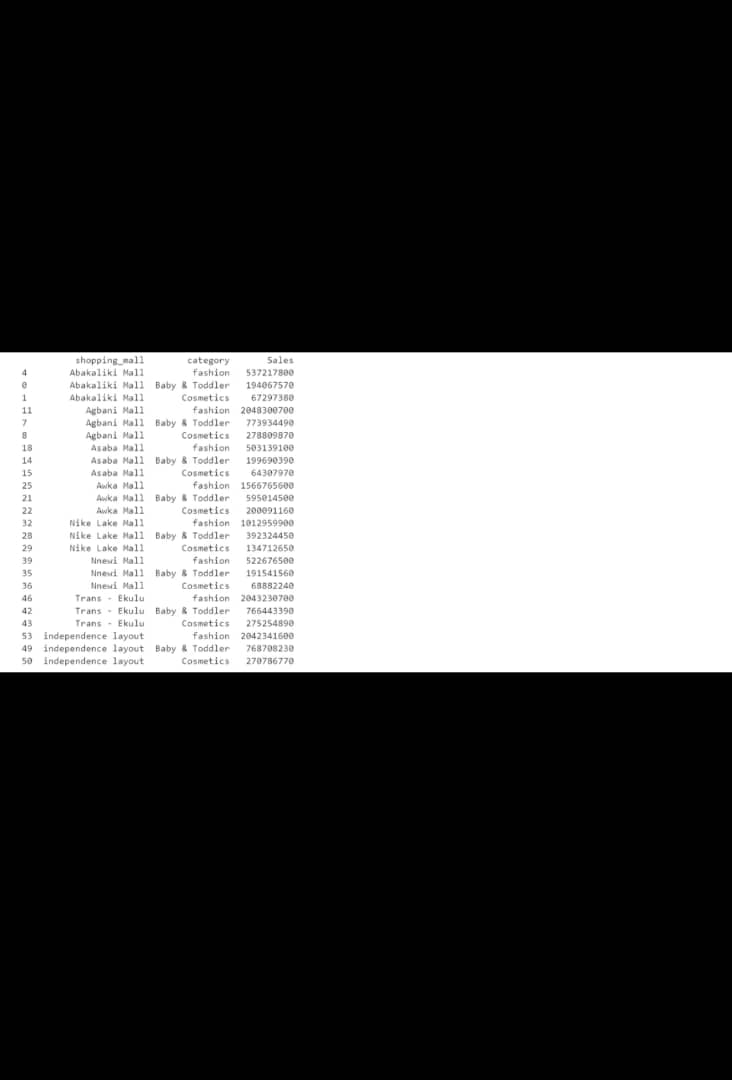 shopping_mall category Sales
4 Abakaliki Mall fashion 537217800
0 Abakaliki Mall Baby & Toddler 194067570
1 Abakaliki Mall Cosmetics 67297380
11 Agbani Mall fashion 2048300700
7 Agbani Mall Baby & Toddler 773934490
8 Agbani Mall Cosmetics 278809870
18 Asaba Mall fashion 503139100
14 Asaba Mall Baby & Toddler 199690390
15 Asaba Mall Cosmetics 64307970
25 Awka Mall fashion 1566765600
21 Awka Mall Baby & Toddler 595014500
22 Awka Mall Cosmetics 200091160
32 Nike Lake Mall fashion 1012959900
28 Nike Lake Mall Baby & Toddler 392324450
29 Nike Lake Mall Cosmetics 134712650
39 Nnewi Mall fashion 522676500
35 Nnewi Mall Baby & Toddler 191541560
36 Nnewi Mall Cosmetics 68882240
46 Trans - Ekulu fashion 2043230700
42 Trans - Ekulu Baby & Toddler 766443390
43 Trans - Ekulu Cosmetics 275254890
53 independence layout fashion 2042341600
49 independence layout Baby & Toddler 768708230
50 independence layout Cosmetics 270786770